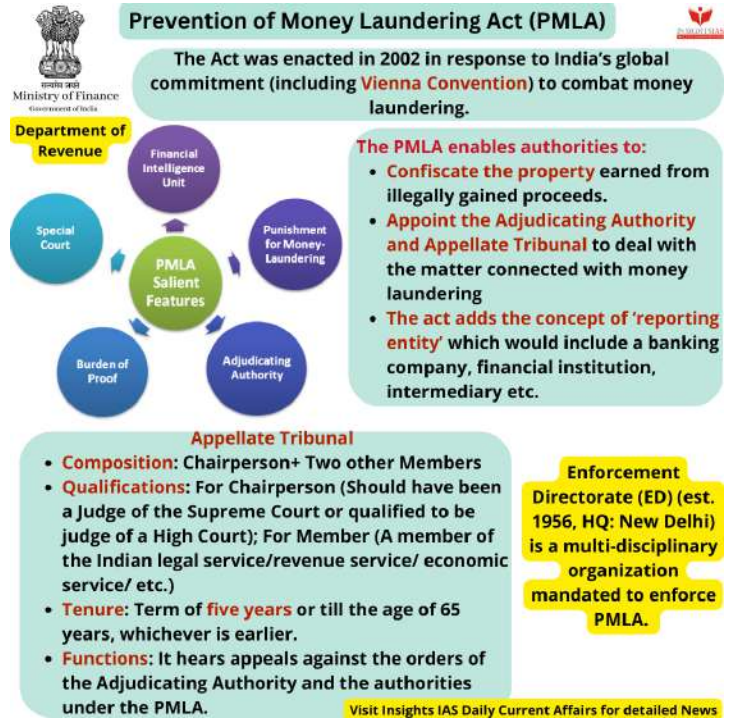 Prevention of Money Laundering Act (PMLA)
सत्यमेव जयते
Ministry of Finance
Government of India
The Act was enacted in 2002 in response to India's global
commitment (including Vienna Convention) to combat money
laundering.
Department of
Revenue
Financial
Intelligence
Unit
Special
Court
Punishment
for Money-
Laundering
PMLA
Salient
Features
Burden of
Proof
Adjudicating
Authority
The PMLA enables authorities to:
• Confiscate the property earned from
illegally gained proceeds.
• Appoint the Adjudicating Authority
and Appellate Tribunal to deal with
the matter connected with money
laundering
• The act adds the concept of 'reporting
entity' which would include a banking
company, financial institution,
intermediary etc.
Appellate Tribunal
• Composition: Chairperson+ Two other Members
• Qualifications: For Chairperson (Should have been
a Judge of the Supreme Court or qualified to be
judge of a High Court); For Member (A member of
the Indian legal service/revenue service/ economic
service/ etc.)
• Tenure: Term of five years or till the age of 65
years, whichever is earlier.
• Functions: It hears appeals against the orders of
the Adjudicating Authority and the authorities
under the PMLA.
Enforcement
Directorate (ED) (est.
1956, HQ: New Delhi)
is a multi-disciplinary
organization
mandated to enforce
PMLA.
Visit Insights IAS Daily Current Affairs for detailed News